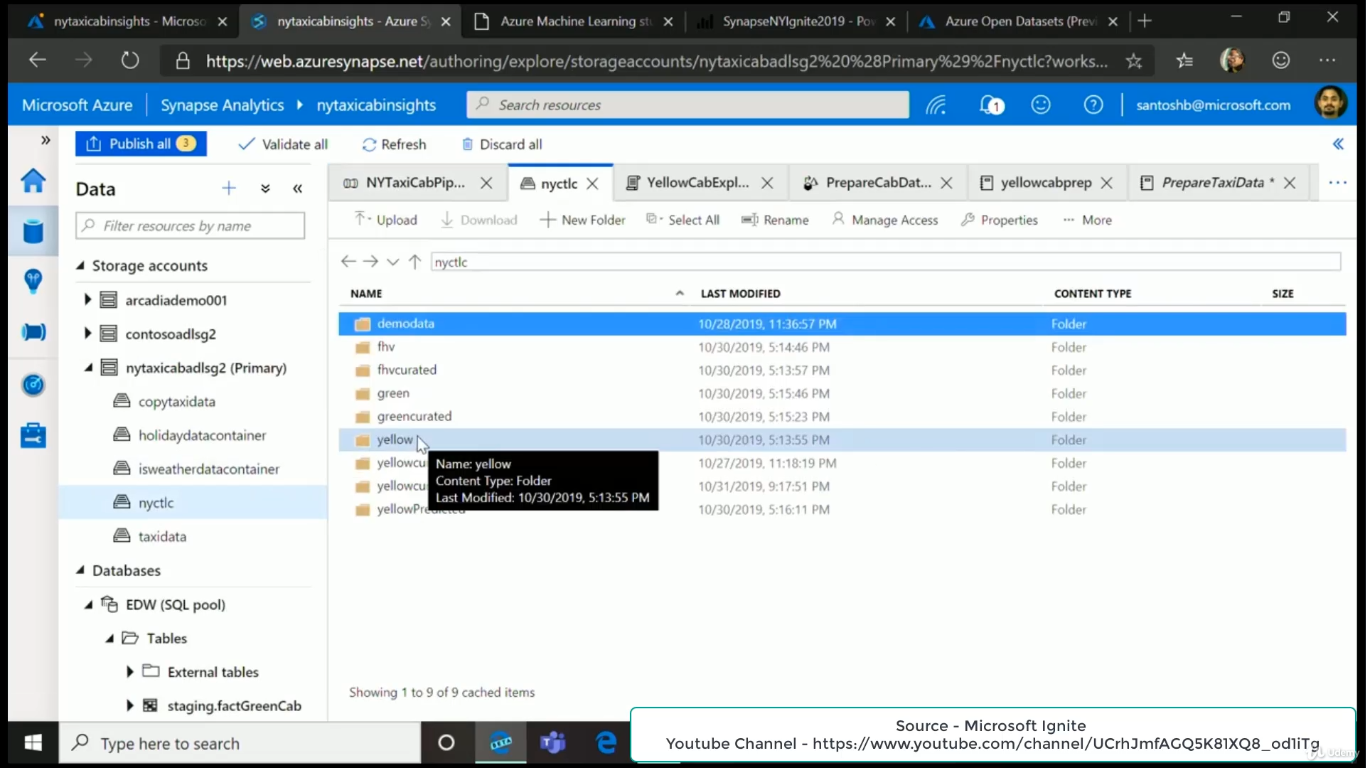 nytaxicabinsights - Microso
nytaxicabinsights - Azure Sy
Azure Machine Learning stu
SynapseNYIgnite2019 - Pow
Azure Open Datasets (Previ
https://web.azuresynapse.net/authoring/explore/storageaccounts/nytaxicabadlsg2%20%28Primary%29%2Fnyctlc?works...
Microsoft Azure
Synapse Analytics
nytaxicabinsights
Search resources
1
santoshb@microsoft.com
Publish all 3
Validate all
Refresh
Discard all
Data
Filter resources by name
Storage accounts
arcadiademo001
contosoadlsg2
nytaxicabadlsg2 (Primary)
copytaxidata
holidaydatacontainer
isweatherdatacontainer
nyctlc
taxidata
Databases
EDW (SQL pool)
Tables
External tables
staging.factGreenCab
NYTaxiCabPip...
nyctlc
YellowCabExpl...
PrepareCabDat...
yellowcabprep
PrepareTaxiData *
Upload
Download
New Folder
Select All
Rename
Manage Access
Properties
More
nyctlc
NAME LAST MODIFIED CONTENT TYPE SIZE
demodata 10/28/2019, 11:36:57 PM Folder
fhv 10/30/2019, 5:14:46 PM Folder
fhvcurated 10/30/2019, 5:13:57 PM Folder
green 10/30/2019, 5:15:46 PM Folder
greencurated 10/30/2019, 5:15:23 PM Folder
yellow 10/30/2019, 5:13:55 PM Folder
yellowcu 10/27/2019, 11:18:19 PM Folder
yellowcu 10/31/2019, 9:17:51 PM Folder
yellowPredicted 10/30/2019, 5:16:11 PM Folder
Name: yellow
Content Type: Folder
Last Modified: 10/30/2019, 5:13:55 PM
Showing 1 to 9 of 9 cached items
Type here to search
Source - Microsoft Ignite
Youtube Channel - https://www.youtube.com/channel/UCrhJmfAGQ5K81XQ8_od1iTg
Udemy